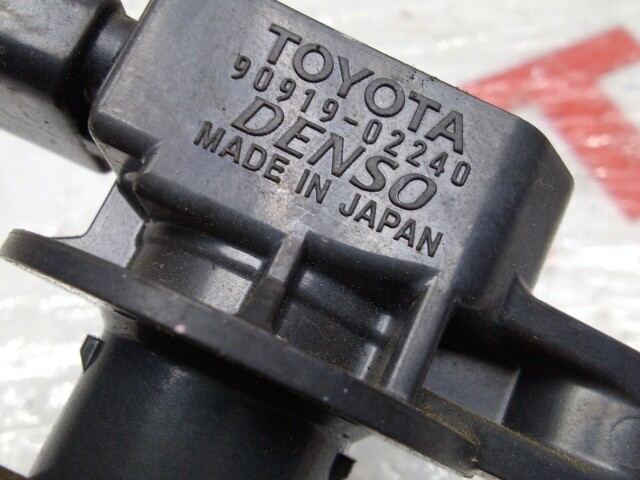 TOYOTA
90919-02240
DENSO
MADE IN JAPAN